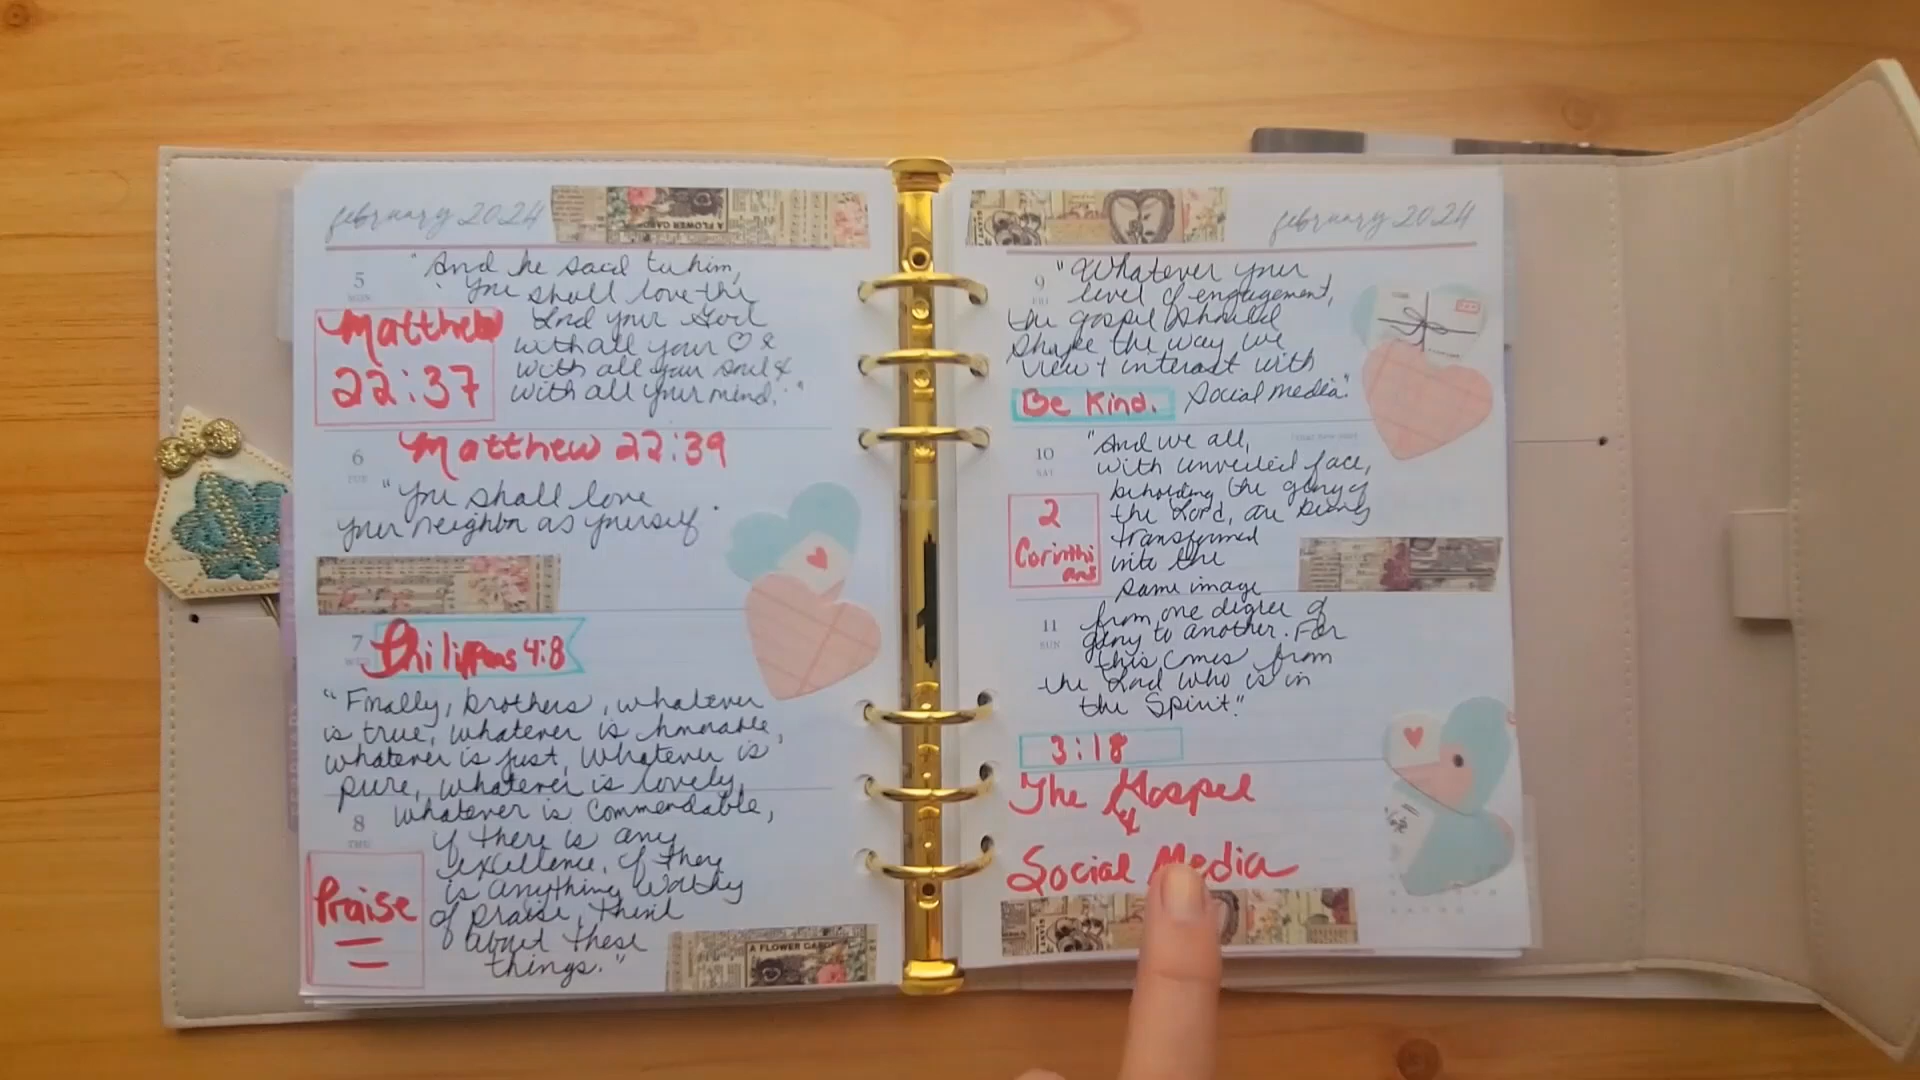 february 2024
A FLOWER GARD
5
MON
"And he said to him,
"You shall love the
Lord your God
with all your ♡ &
with all your soul &
with all your mind."
Matthew
22:37
6
TUE
Matthew 22:39
"You shall love
your neighbor as yourself."
7
WED
Philippians 4:8
"Finally, brothers, whatever
is true, whatever is honorable,
whatever is just, whatever is
pure, whatever is lovely,
whatever is commendable,
8
THU
if there is any
excellence, if they
is anything worthy
of praise, think
about these
things."
Praise
A FLOWER GARD
february 2024
9
FRI
"Whatever your
level of engagement,
the gospel should
shape the way we
view + interact with
Social Media."
Be Kind.
10
SAT
"And we all,
with unveiled face,
beholding the glory of
the Lord, are being
transformed
into the
same image
2
Corinthi
ans
11
SUN
from one degree of
glory to another. For
this comes from
the Lord who is in
the Spirit."
3:18
The Gospel
&
Social Media